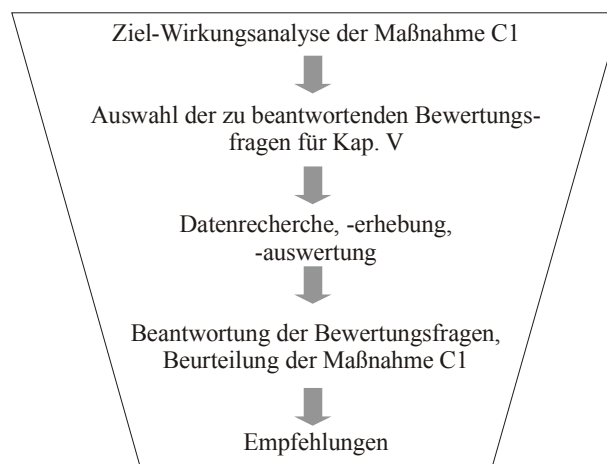 Ziel-Wirkungsanalyse der Maßnahme C1
Auswahl der zu beantwortenden Bewertungs-
fragen für Kap. V
Datenrecherche, -erhebung,
-auswertung
Beantwortung der Bewertungsfragen,
Beurteilung der Maßnahme C1
Empfehlungen